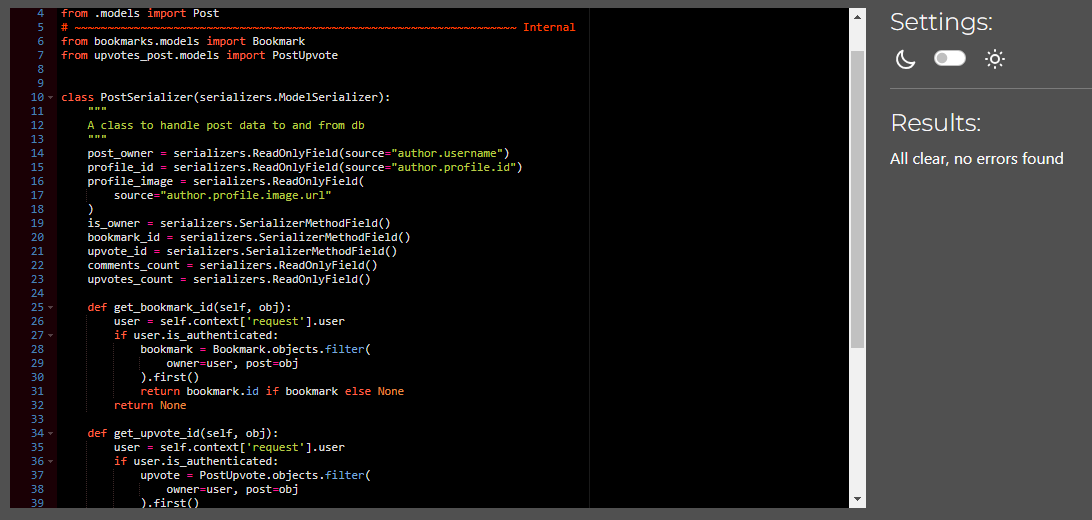 4 from .models import Post
5 # ~~~~~~~~~~~~~~~~~~~~~~~~~~~~~~~~~~~~~~~~~~~~~~~~~~~~~~~~~~~~~~~~~~~ Internal
6 from bookmarks.models import Bookmark
7 from upvotes_post.models import PostUpvote
8
9
10 class PostSerializer(serializers.ModelSerializer):
11     """
12     A class to handle post data to and from db
13     """
14     post_owner = serializers.ReadOnlyField(source="author.username")
15     profile_id = serializers.ReadOnlyField(source="author.profile.id")
16     profile_image = serializers.ReadOnlyField(
17         source="author.profile.image.url"
18     )
19     is_owner = serializers.SerializerMethodField()
20     bookmark_id = serializers.SerializerMethodField()
21     upvote_id = serializers.SerializerMethodField()
22     comments_count = serializers.ReadOnlyField()
23     upvotes_count = serializers.ReadOnlyField()
24
25     def get_bookmark_id(self, obj):
26         user = self.context['request'].user
27         if user.is_authenticated:
28             bookmark = Bookmark.objects.filter(
29                 owner=user, post=obj
30             ).first()
31             return bookmark.id if bookmark else None
32         return None
33
34     def get_upvote_id(self, obj):
35         user = self.context['request'].user
36         if user.is_authenticated:
37             upvote = PostUpvote.objects.filter(
38                 owner=user, post=obj
39             ).first()
Settings:
Results:
All clear, no errors found